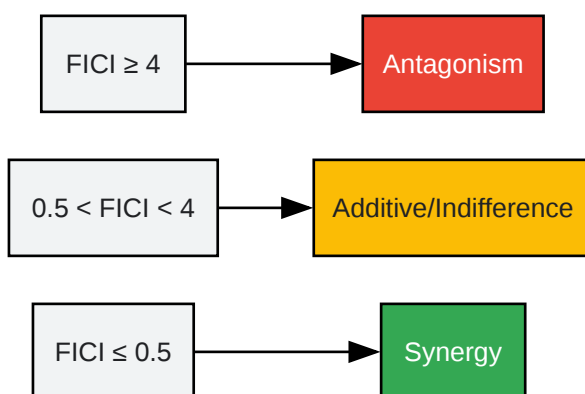 FICI ≥ 4
Antagonism
0.5 < FICI < 4
Additive/Indifference
FICI ≤ 0.5
Synergy